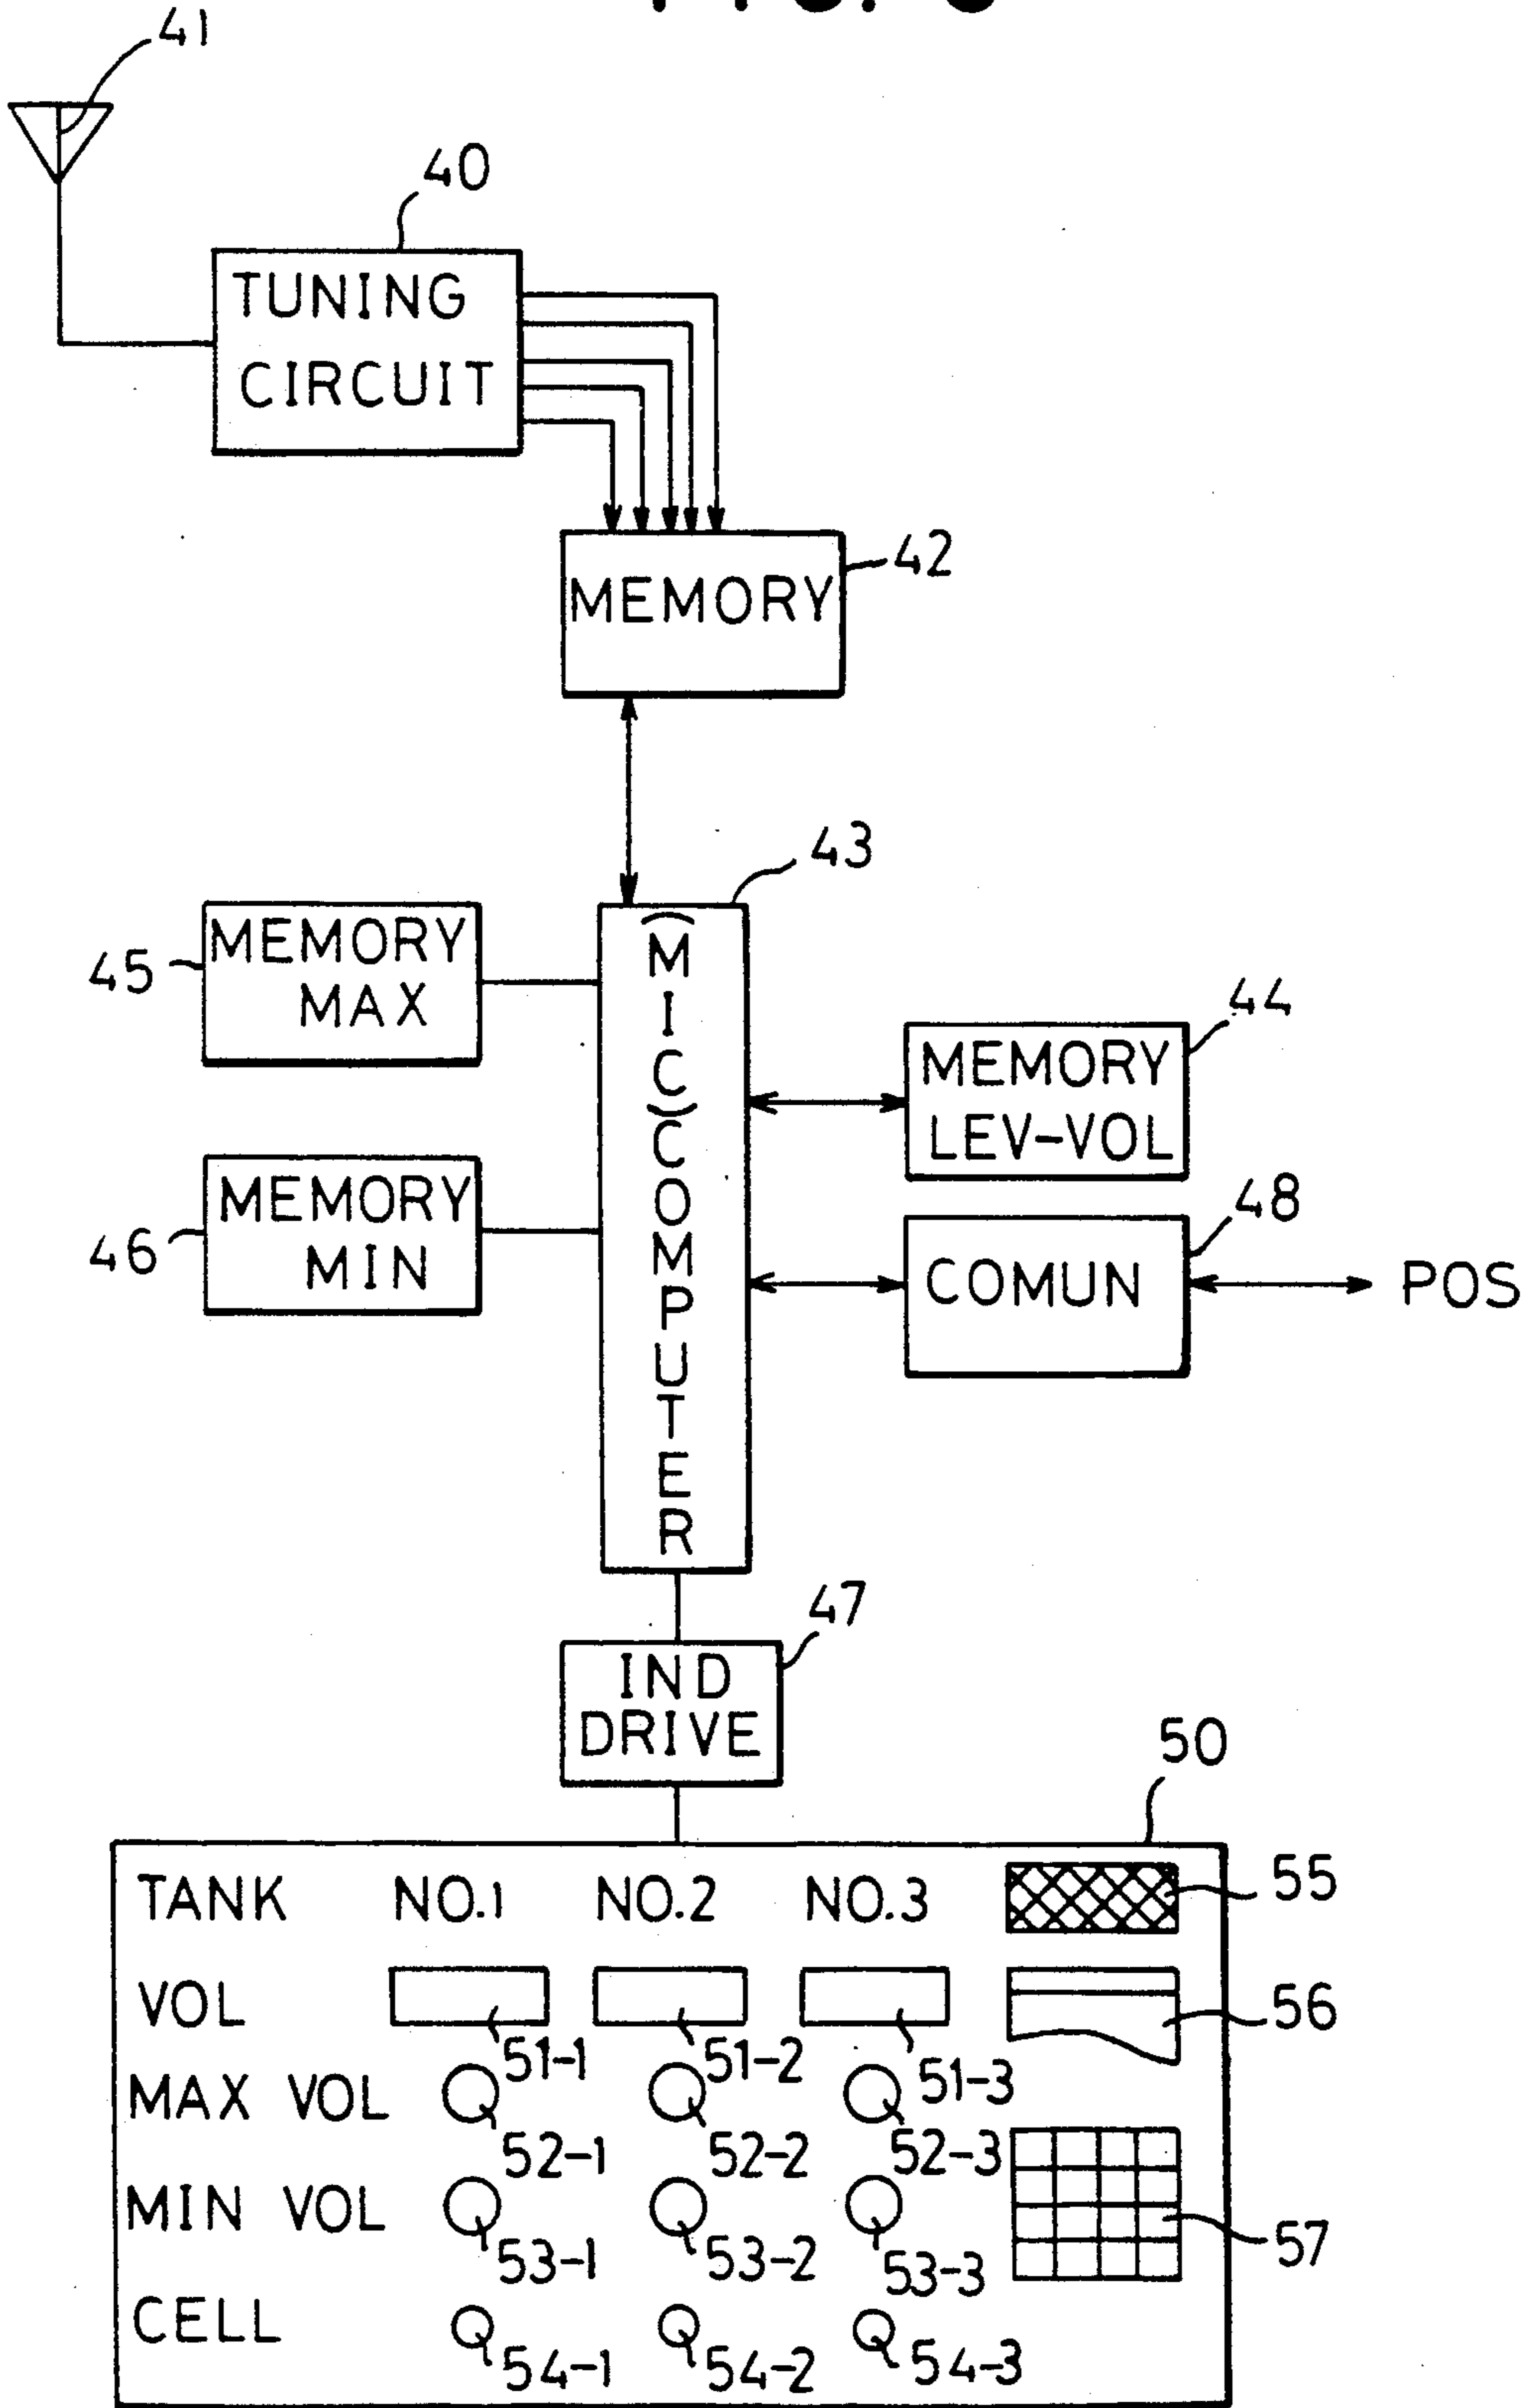 41
40
TUNING
CIRCUIT
42
MEMORY
43
45
MEMORY
MAX
(MIC)COMPUTER
44
MEMORY
LEV-VOL
46
MEMORY
MIN
48
COMUN
POS
47
IND
DRIVE
50
TANK NO.1 NO.2 NO.3 55
VOL 56
51-1 51-2 51-3
MAX VOL
52-1 52-2 52-3
MIN VOL
53-1 53-2 53-3 57
CELL
54-1 54-2 54-3